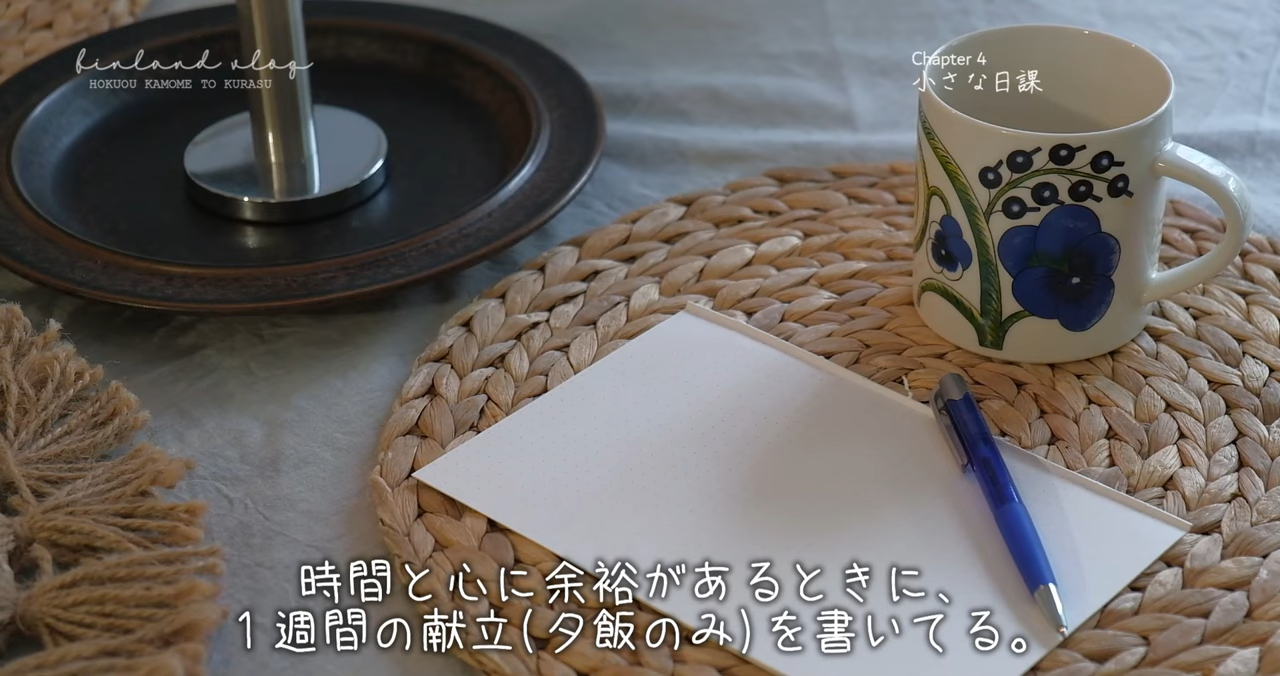 finland vlog
HOKUOU KAMOME TO KURASU
Chapter 4
小さな日課
時間と心に余裕があるときに、
1週間の献立(夕飯のみ)を書いてる。